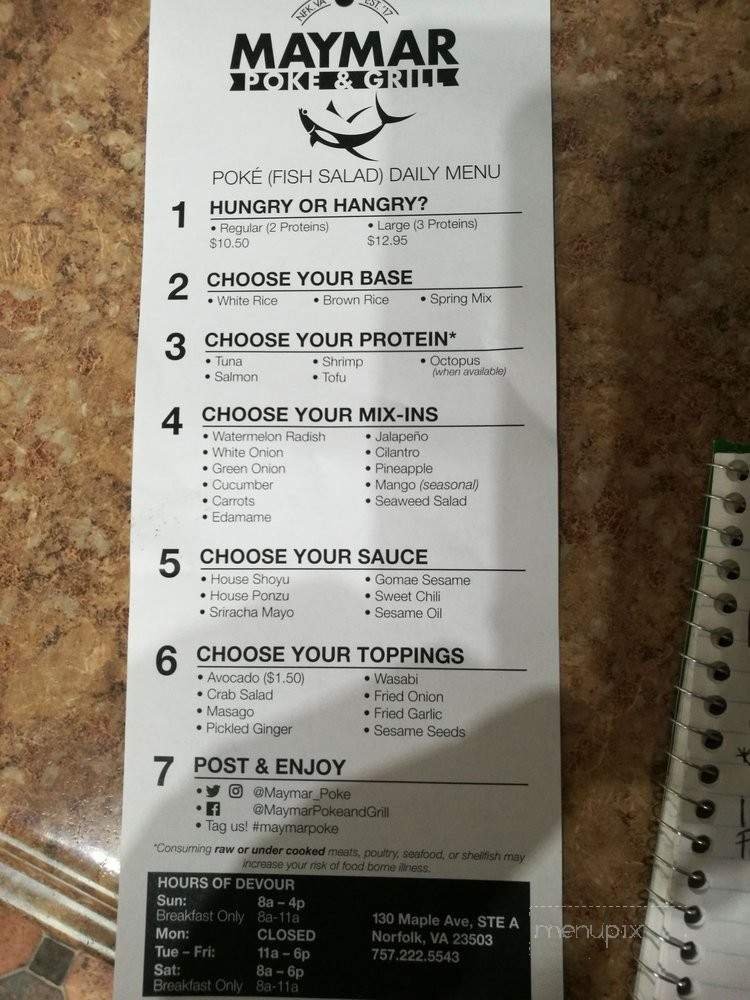 NFK VA EST. '17
MAYMAR
POKE & GRILL
POKÉ (FISH SALAD) DAILY MENU
1 HUNGRY OR HANGRY?
• Regular (2 Proteins) • Large (3 Proteins)
$10.50 $12.95
2 CHOOSE YOUR BASE
• White Rice • Brown Rice • Spring Mix
3 CHOOSE YOUR PROTEIN*
• Tuna • Shrimp • Octopus
• Salmon • Tofu (when available)
4 CHOOSE YOUR MIX-INS
• Watermelon Radish • Jalapeño
• White Onion • Cilantro
• Green Onion • Pineapple
• Cucumber • Mango (seasonal)
• Carrots • Seaweed Salad
• Edamame
5 CHOOSE YOUR SAUCE
• House Shoyu • Gomae Sesame
• House Ponzu • Sweet Chili
• Sriracha Mayo • Sesame Oil
6 CHOOSE YOUR TOPPINGS
• Avocado ($1.50) • Wasabi
• Crab Salad • Fried Onion
• Masago • Fried Garlic
• Pickled Ginger • Sesame Seeds
7 POST & ENJOY
• @Maymar_Poke
• @MaymarPokeandGrill
• Tag us! #maymarpoke
*Consuming raw or under cooked meats, poultry, seafood, or shellfish may
increase your risk of food borne illness.
HOURS OF DEVOUR
Sun: 8a – 4p
Breakfast Only 8a-11a
Mon: CLOSED
Tue – Fri: 11a – 6p
Sat: 8a – 6p
Breakfast Only 8a-11a
130 Maple Ave, STE A
Norfolk, VA 23503
757.222.5543
menupix